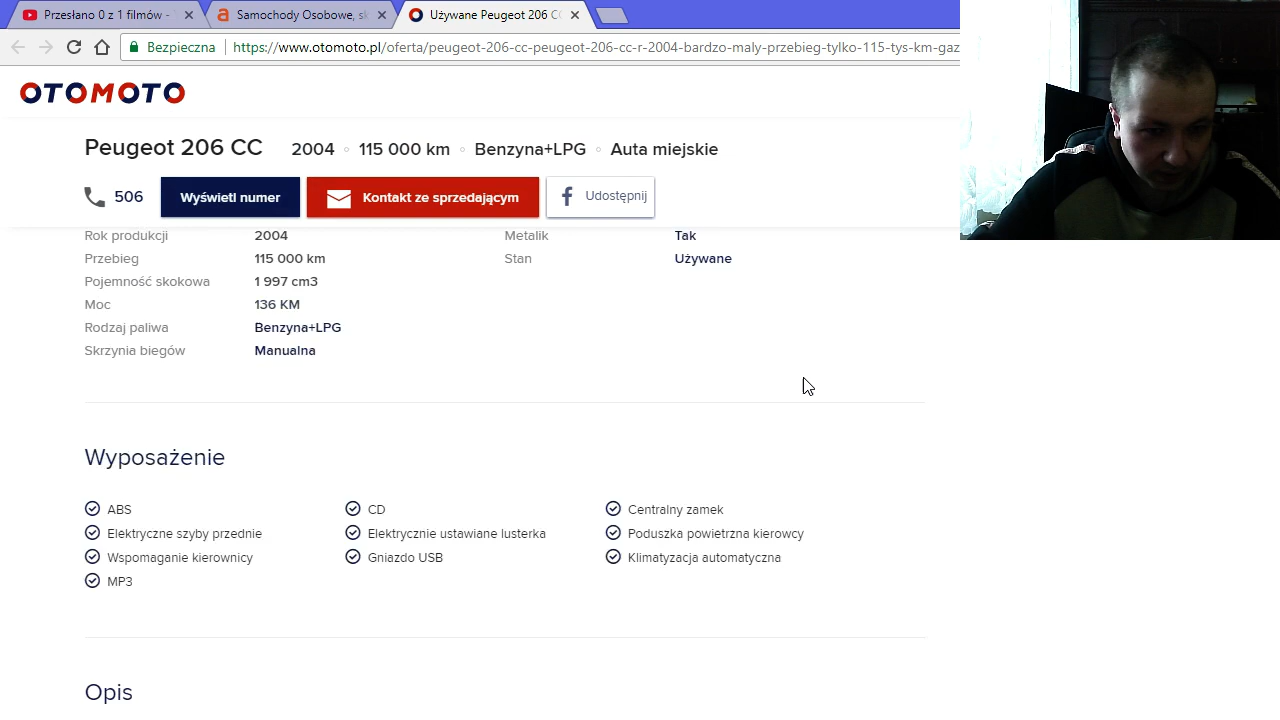 Przesłano 0 z 1 filmów -
Samochody Osobowe, sk
Używane Peugeot 206 CC
Bezpieczna
https://www.otomoto.pl/oferta/peugeot-206-cc-peugeot-206-cc-r-2004-bardzo-maly-przebieg-tylko-115-tys-km-gaz
OTOMOTO
Peugeot 206 CC 2004 115 000 km Benzyna+LPG Auta miejskie
506 Wyświetl numer Kontakt ze sprzedającym Udostępnij
Rok produkcji 2004 Metalik Tak
Przebieg 115 000 km Stan Używane
Pojemność skokowa 1 997 cm3
Moc 136 KM
Rodzaj paliwa Benzyna+LPG
Skrzynia biegów Manualna
Wyposażenie
ABS CD Centralny zamek
Elektryczne szyby przednie Elektrycznie ustawiane lusterka Poduszka powietrzna kierowcy
Wspomaganie kierownicy Gniazdo USB Klimatyzacja automatyczna
MP3
Opis